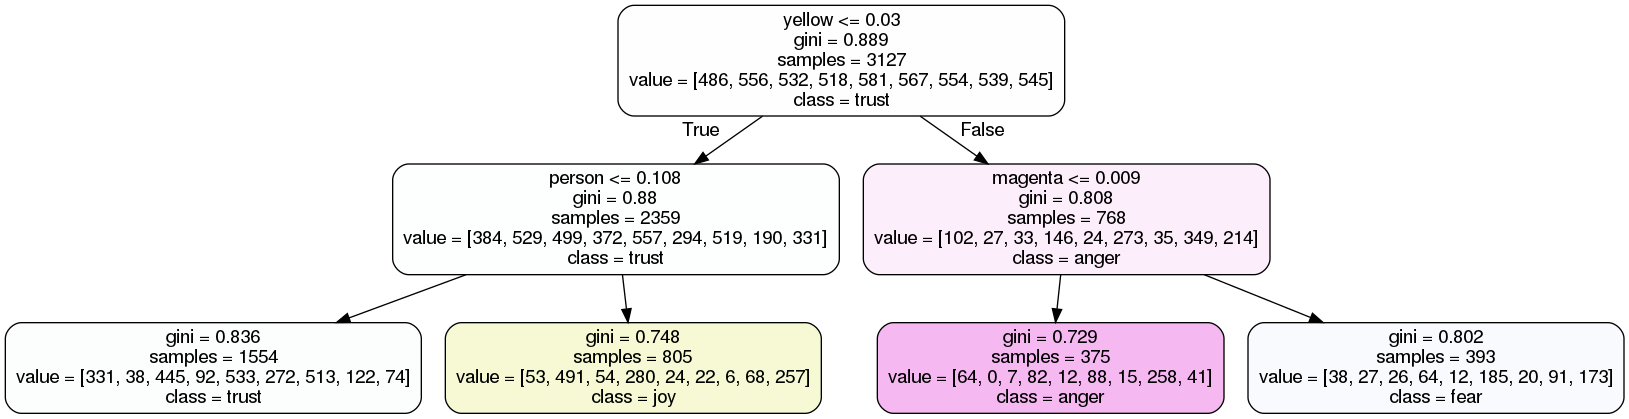 yellow <= 0.03
gini = 0.889
samples = 3127
value = [486, 556, 532, 518, 581, 567, 554, 539, 545]
class = trust
True
False
person <= 0.108
gini = 0.88
samples = 2359
value = [384, 529, 499, 372, 557, 294, 519, 190, 331]
class = trust
magenta <= 0.009
gini = 0.808
samples = 768
value = [102, 27, 33, 146, 24, 273, 35, 349, 214]
class = anger
gini = 0.836
samples = 1554
value = [331, 38, 445, 92, 533, 272, 513, 122, 74]
class = trust
gini = 0.748
samples = 805
value = [53, 491, 54, 280, 24, 22, 6, 68, 257]
class = joy
gini = 0.729
samples = 375
value = [64, 0, 7, 82, 12, 88, 15, 258, 41]
class = anger
gini = 0.802
samples = 393
value = [38, 27, 26, 64, 12, 185, 20, 91, 173]
class = fear